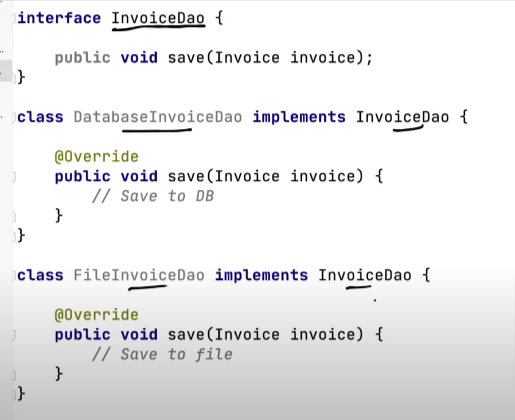 interface InvoiceDao {
public void save(Invoice invoice);
}
class DatabaseInvoiceDao implements InvoiceDao {
@Override
public void save(Invoice invoice) {
// Save to DB
}
}
class FileInvoiceDao implements InvoiceDao {
@Override
public void save(Invoice invoice) {
// Save to file
}
}